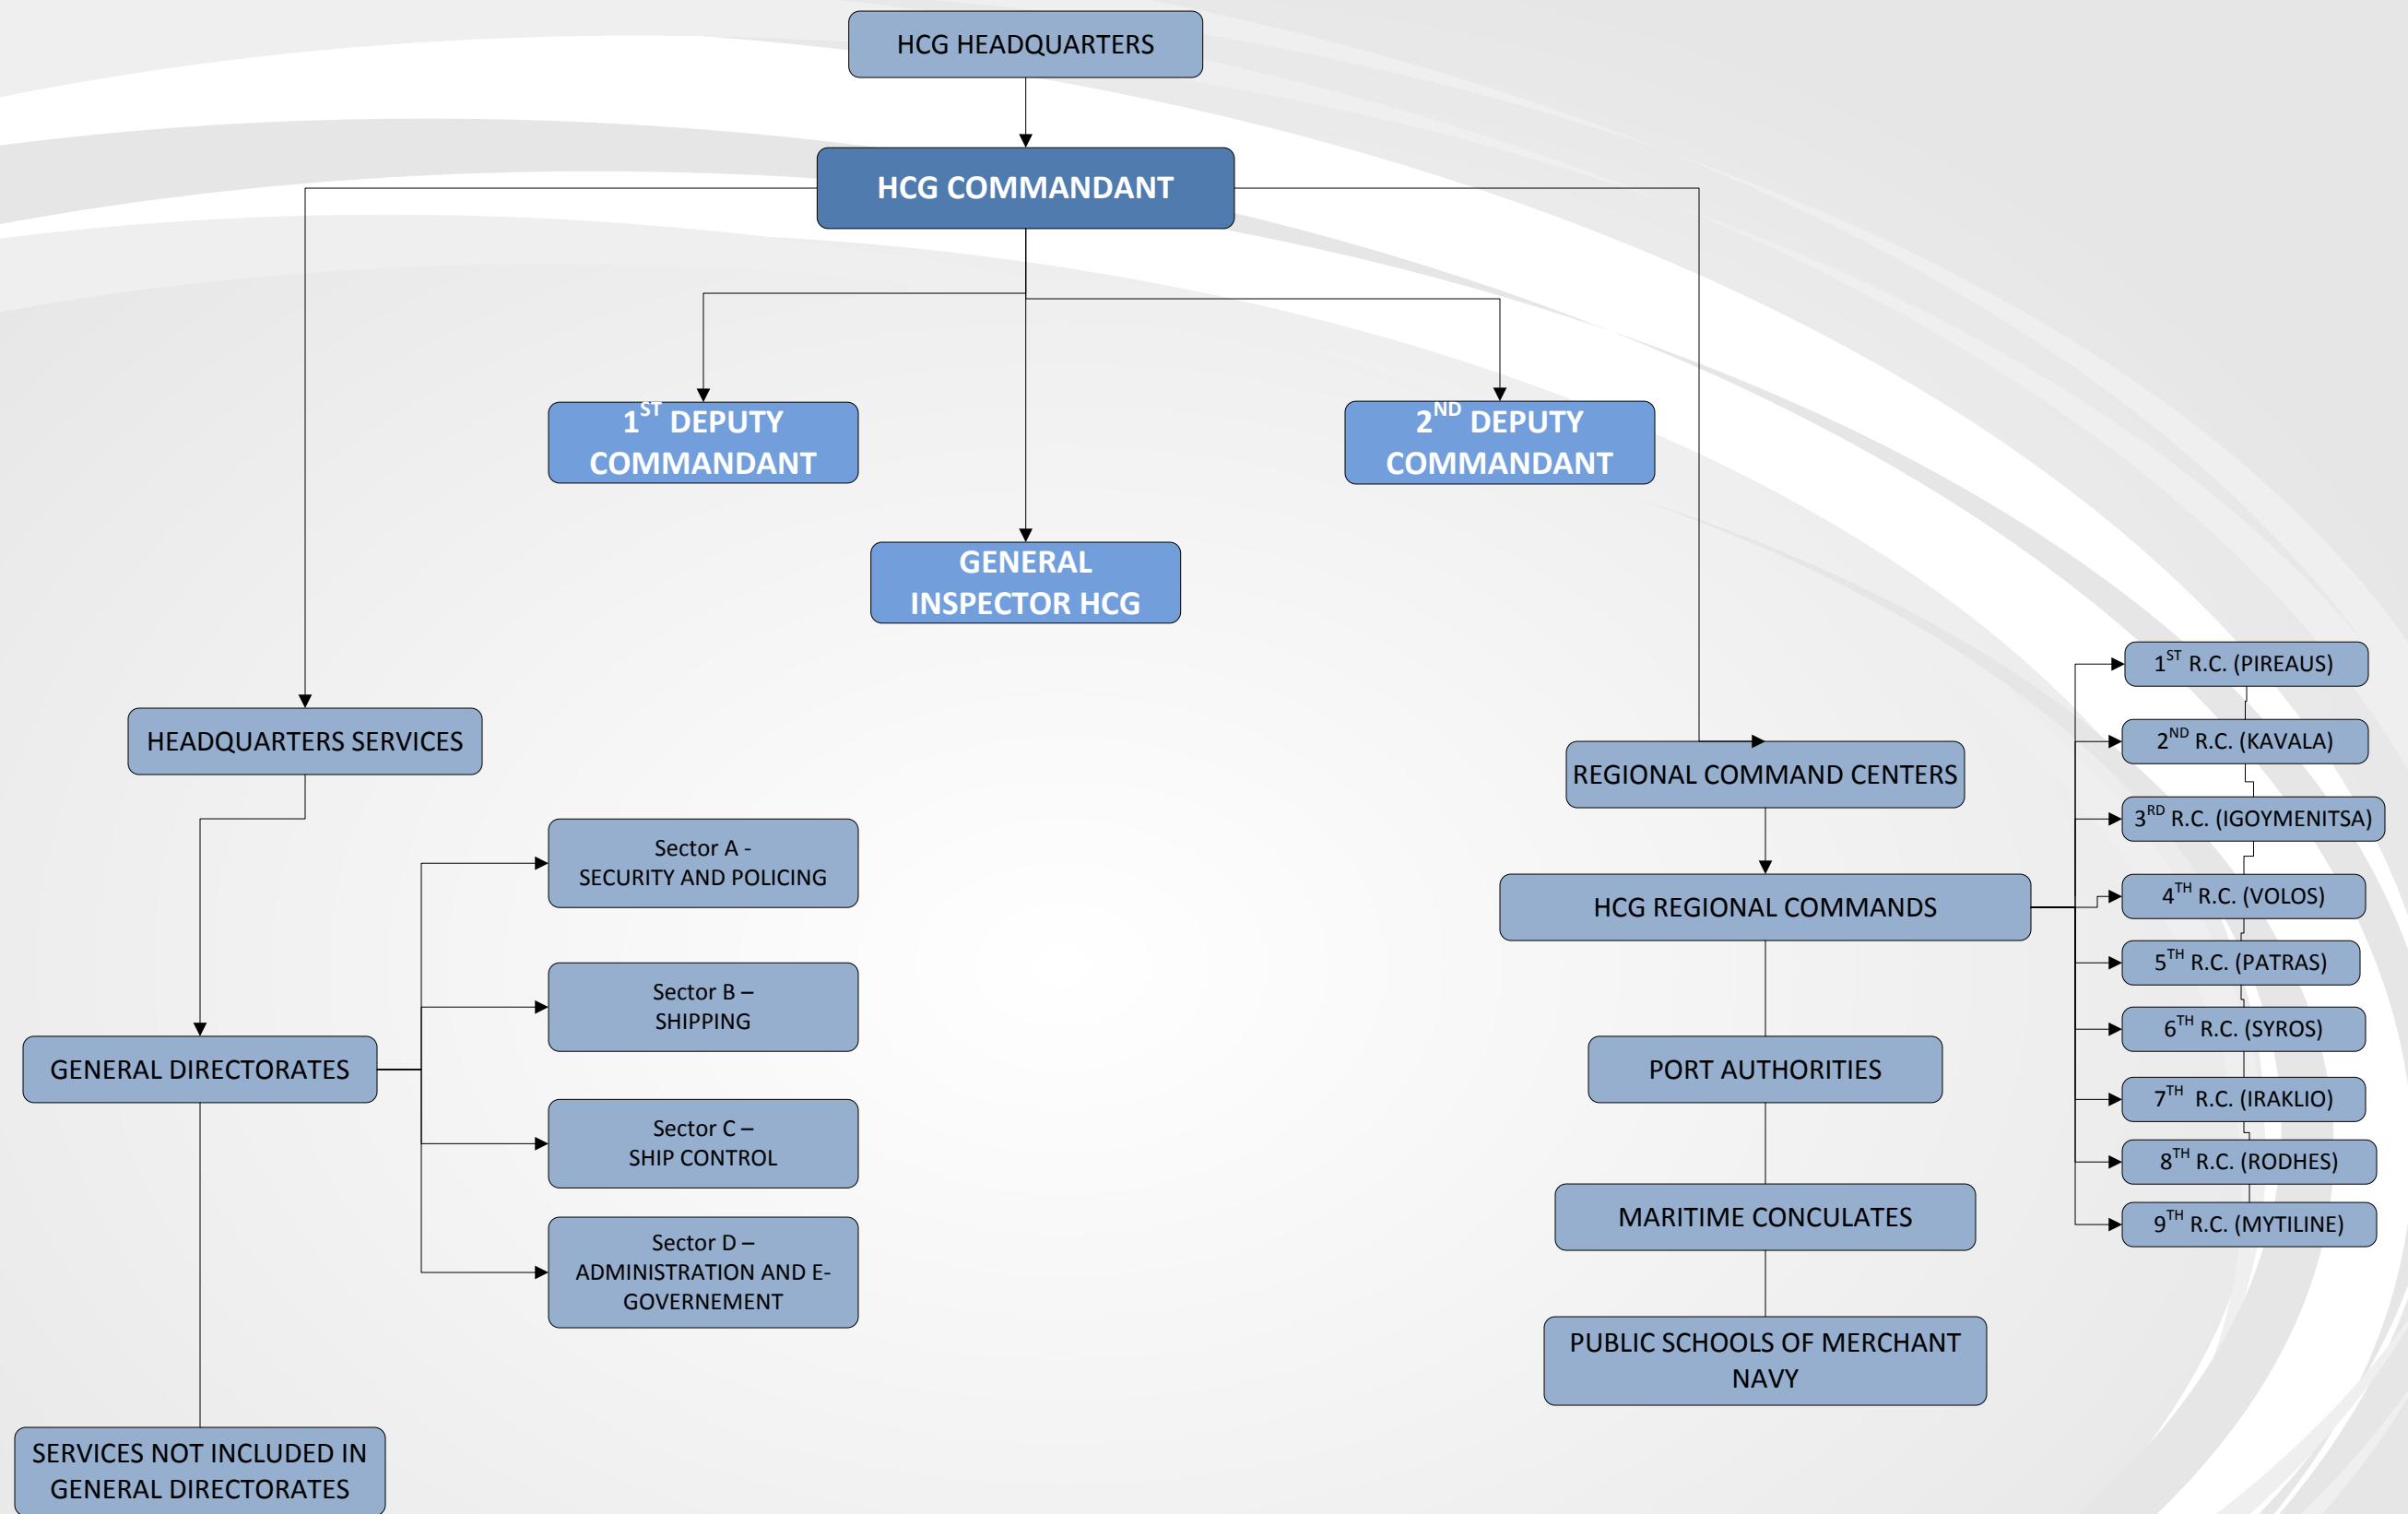 HCG HEADQUARTERS
HCG COMMANDANT
1ST DEPUTY
COMMANDANT
2ND DEPUTY
COMMANDANT
GENERAL
INSPECTOR HCG
HEADQUARTERS SERVICES
GENERAL DIRECTORATES
Sector A -
SECURITY AND POLICING
Sector B –
SHIPPING
Sector C –
SHIP CONTROL
Sector D –
ADMINISTRATION AND E-
GOVERNEMENT
SERVICES NOT INCLUDED IN
GENERAL DIRECTORATES
REGIONAL COMMAND CENTERS
HCG REGIONAL COMMANDS
PORT AUTHORITIES
MARITIME CONCULATES
PUBLIC SCHOOLS OF MERCHANT
NAVY
1ST R.C. (PIREAUS)
2ND R.C. (KAVALA)
3RD R.C. (IGOYMENITSA)
4TH R.C. (VOLOS)
5TH R.C. (PATRAS)
6TH R.C. (SYROS)
7TH R.C. (IRAKLIO)
8TH R.C. (RODHES)
9TH R.C. (MYTILINE)